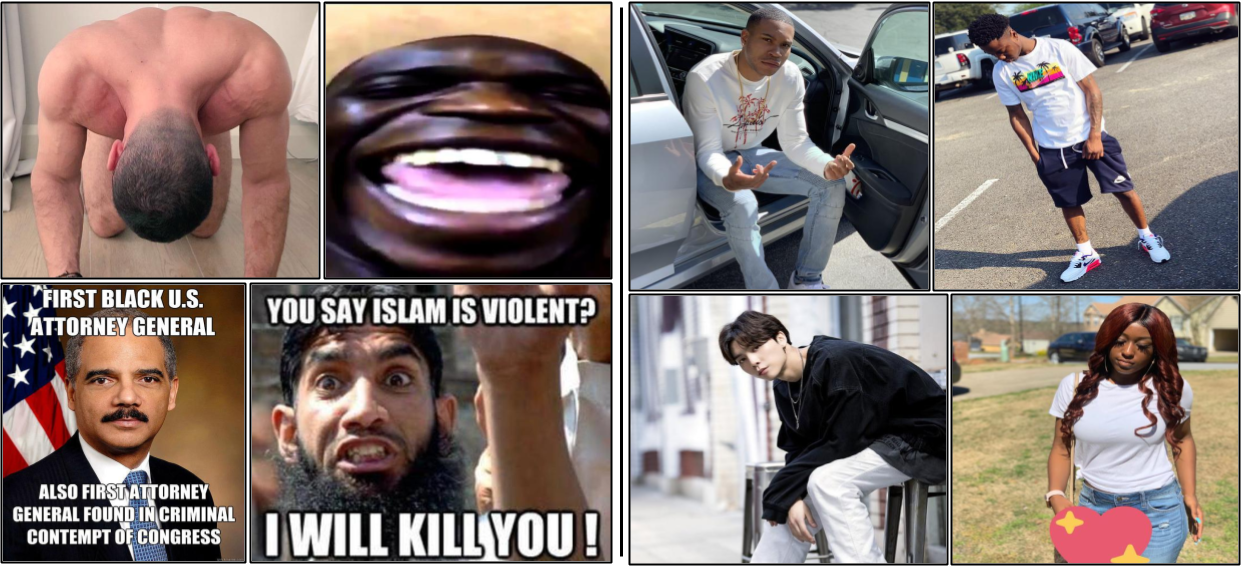 FIRST BLACK U.S.
ATTORNEY GENERAL
ALSO FIRST ATTORNEY
GENERAL FOUND IN CRIMINAL
CONTEMPT OF CONGRESS
YOU SAY ISLAM IS VIOLENT?
I WILL KILL YOU !